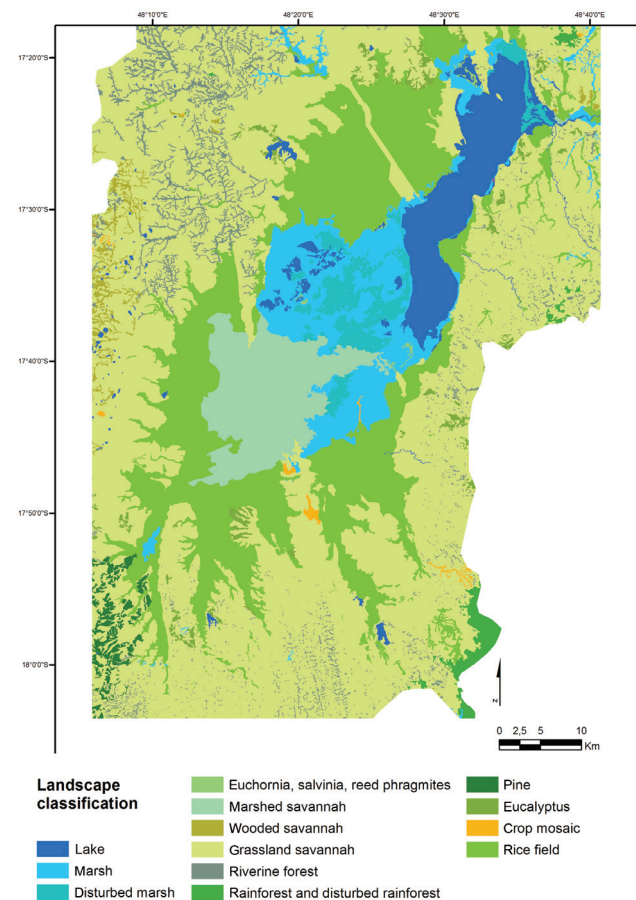 48°10'0"E
48°20'0"E
48°30'0"E
48°40'0"E
17°20'0"S
17°30'0"S
17°40'0"S
17°50'0"S
18°0'0"S
N
0 2,5 5 10
Km
Landscape
classification
Lake
Marsh
Disturbed marsh
Euchornia, salvinia, reed phragmites
Marshed savannah
Wooded savannah
Grassland savannah
Riverine forest
Rainforest and disturbed rainforest
Pine
Eucalyptus
Crop mosaic
Rice field